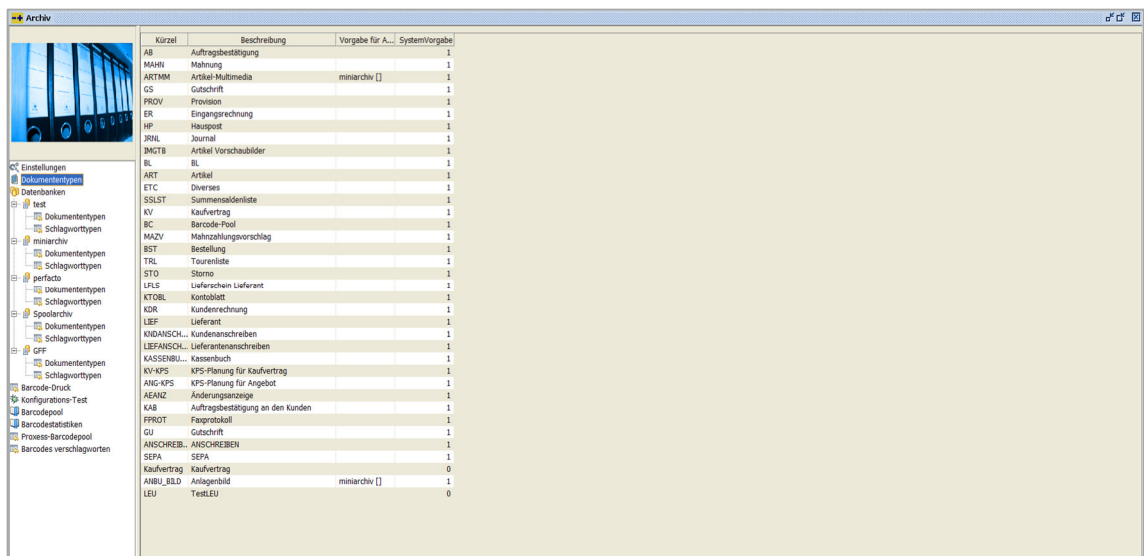 Archiv
Einstellungen
Dokumententypen
Datenbanken
test
Dokumententypen
Schlagworttypen
miniarchiv
Dokumententypen
Schlagworttypen
perfacto
Dokumententypen
Schlagworttypen
Spoolarchiv
Dokumententypen
Schlagworttypen
GFF
Dokumententypen
Schlagworttypen
Barcode-Druck
Konfigurations-Test
Barcodepool
Barcodestatistiken
Proxess-Barcodepool
Barcodes verschlagworten
Kürzel Beschreibung Vorgabe für A... SystemVorgabe
AB Auftragsbestätigung 1
MAHN Mahnung 1
ARTMM Artikel-Multimedia miniarchiv [] 1
GS Gutschrift 1
PROV Provision 1
ER Eingangsrechnung 1
HP Hauspost 1
JRNL Journal 1
IMGTB Artikel Vorschaubilder 1
BL BL 1
ART Artikel 1
ETC Diverses 1
SSLST Summensaldenliste 1
KV Kaufvertrag 1
BC Barcode-Pool 1
MAZV Mahnzahlungsvorschlag 1
BST Bestellung 1
TRL Tourenliste 1
STO Storno 1
LFLS Lieferschein Lieferant 1
KTOBL Kontoblatt 1
KDR Kundenrechnung 1
LIEF Lieferant 1
KNDANSCH... Kundenanschreiben 1
LIEFANSCH... Lieferantenanschreiben 1
KASSENBU... Kassenbuch 1
KV-KPS KPS-Planung für Kaufvertrag 1
ANG-KPS KPS-Planung für Angebot 1
AEANZ Änderungsanzeige 1
KAB Auftragsbestätigung an den Kunden 1
FPROT Faxprotokoll 1
GU Gutschrift 1
ANSCHREIB... ANSCHREIBEN 1
SEPA SEPA 1
Kaufvertrag Kaufvertrag 0
ANBU_BILD Anlagenbild miniarchiv [] 1
LEU TestLEU 0